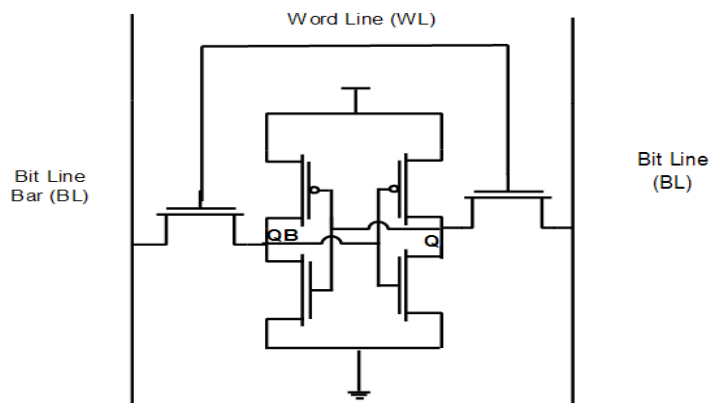 Word Line (WL)
Bit Line
Bar (BL)
Bit Line
(BL)
QB
Q